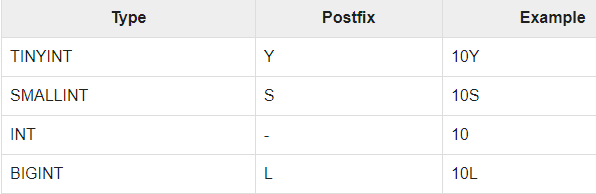 Type Postfix Example
TINYINT Y 10Y
SMALLINT S 10S
INT - 10
BIGINT L 10L